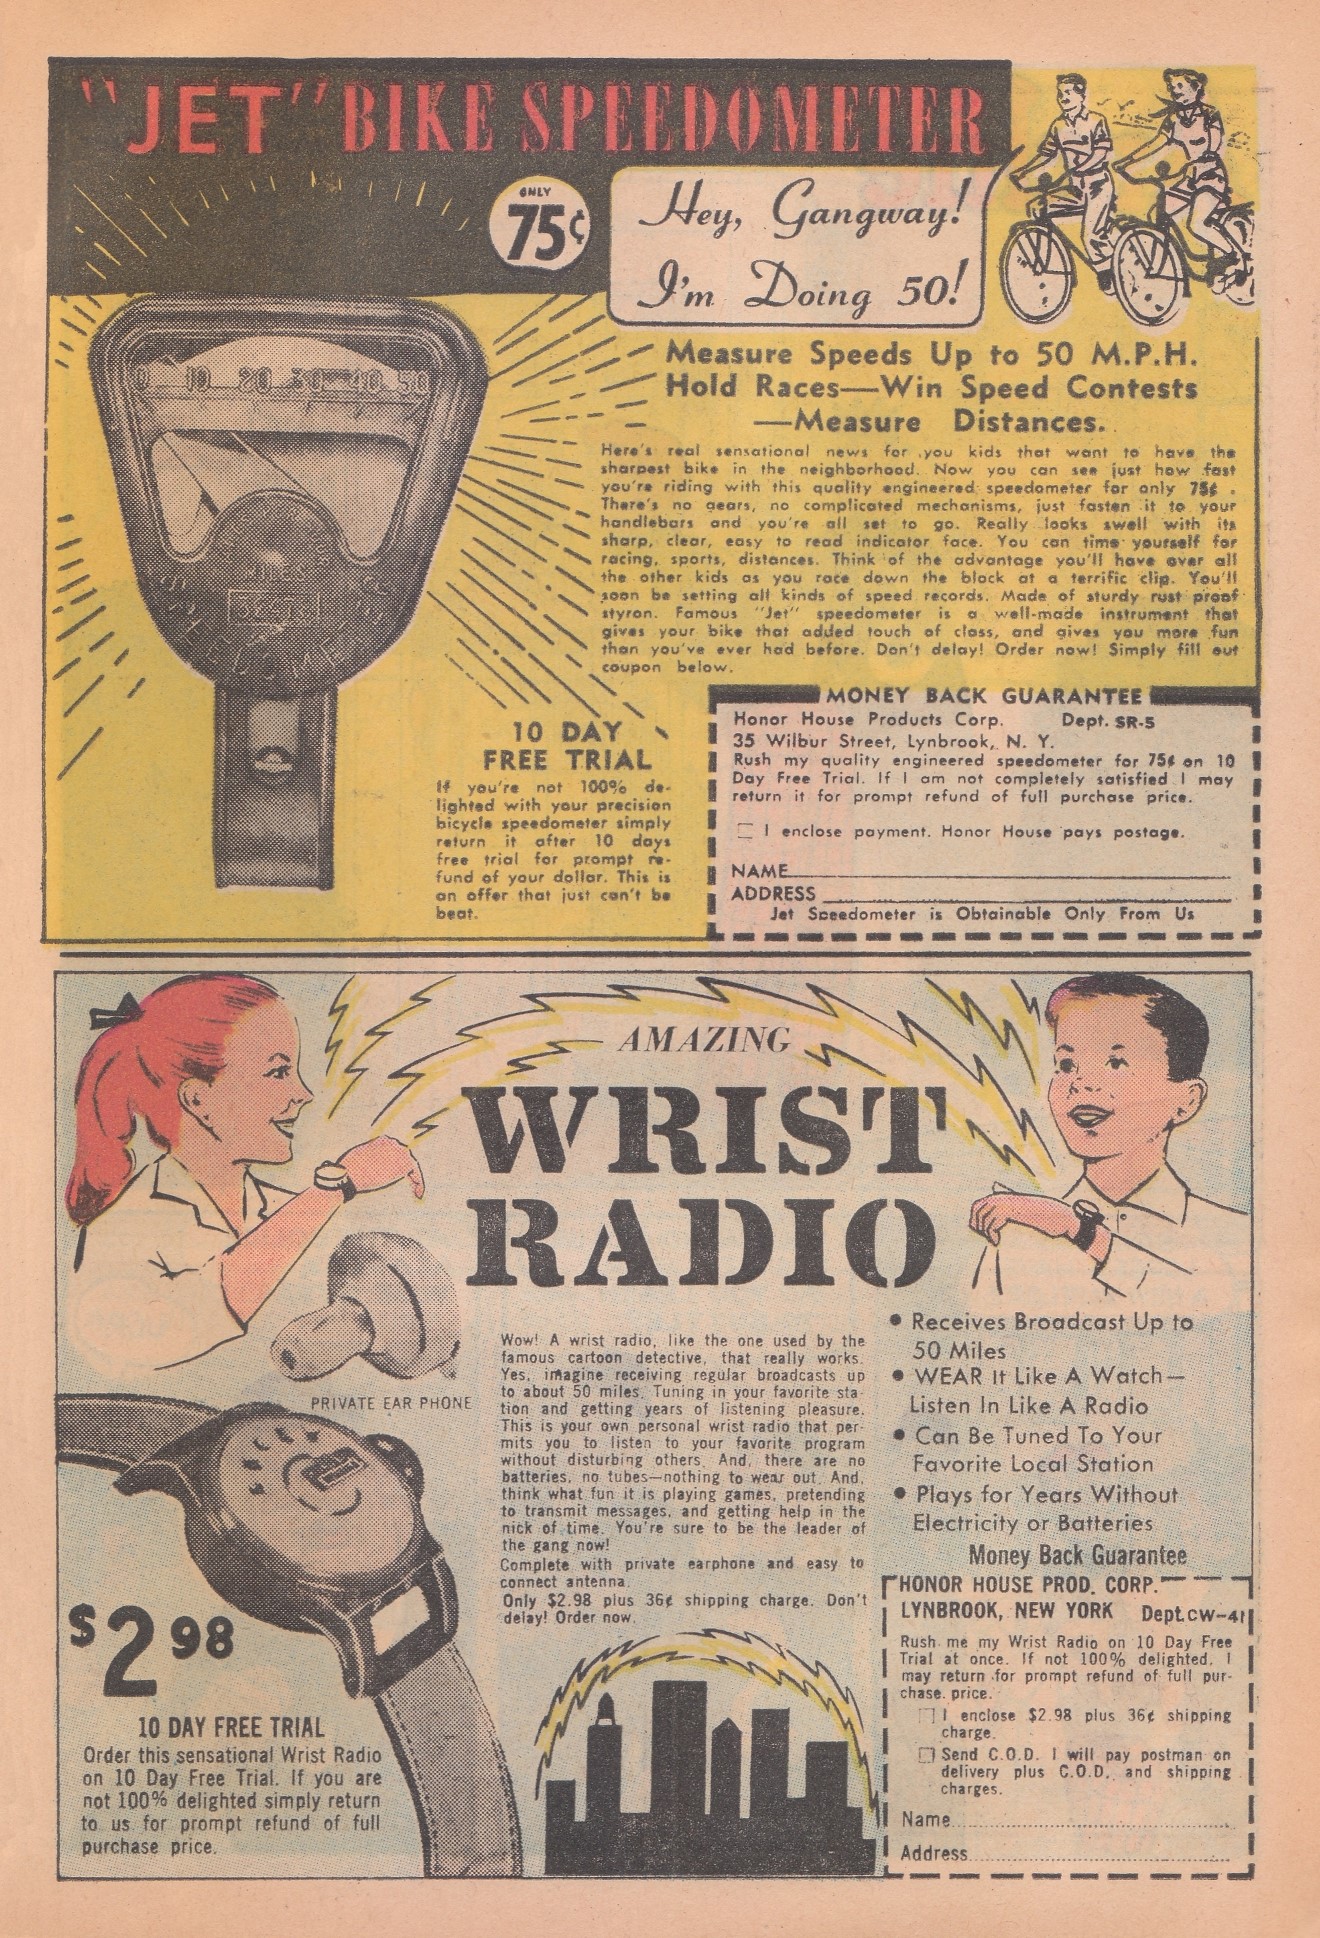 "JET" BIKE SPEEDOMETER
ONLY
75¢
Hey, Gangway!
I'm Doing 50!
0 10 20 30 40 50
Measure Speeds Up to 50 M.P.H.
Hold Races—Win Speed Contests
—Measure Distances.
Here's real sensational news for you kids that want to have the
sharpest bike in the neighborhood. Now you can see just how fast
you're riding with this quality engineered speedometer for only 75¢ .
There's no gears, no complicated mechanisms, just fasten it to your
handlebars and you're all set to go. Really looks swell with its
sharp, clear, easy to read indicator face. You can time yourself for
racing, sports, distances. Think of the advantage you'll have over all
the other kids as you race down the block at a terrific clip. You'll
soon be setting all kinds of speed records. Made of sturdy rust proof
styron. Famous "Jet" speedometer is a well-made instrument that
gives your bike that added touch of class, and gives you more fun
than you've ever had before. Don't delay! Order now! Simply fill out
coupon below.
10 DAY
FREE TRIAL
If you're not 100% de-
lighted with your precision
bicycle speedometer simply
return it after 10 days
free trial for prompt re-
fund of your dollar. This is
an offer that just can't be
beat.
MONEY BACK GUARANTEE
Honor House Products Corp. Dept. SR-5
35 Wilbur Street, Lynbrook, N. Y.
Rush my quality engineered speedometer for 75¢ on 10
Day Free Trial. If I am not completely satisfied I may
return it for prompt refund of full purchase price.
I enclose payment. Honor House pays postage.
NAME
ADDRESS
Jet Speedometer is Obtainable Only From Us
AMAZING
WRIST
RADIO
PRIVATE EAR PHONE
Wow! A wrist radio, like the one used by the
famous cartoon detective, that really works.
Yes, imagine receiving regular broadcasts up
to about 50 miles. Tuning in your favorite sta-
tion and getting years of listening pleasure.
This is your own personal wrist radio that per-
mits you to listen to your favorite program
without disturbing others. And, there are no
batteries, no tubes—nothing to wear out. And,
think what fun it is playing games, pretending
to transmit messages, and getting help in the
nick of time. You're sure to be the leader of
the gang now!
Complete with private earphone and easy to
connect antenna.
Only $2.98 plus 36¢ shipping charge. Don't
delay! Order now.
• Receives Broadcast Up to
50 Miles
• WEAR It Like A Watch—
Listen In Like A Radio
• Can Be Tuned To Your
Favorite Local Station
• Plays for Years Without
Electricity or Batteries
Money Back Guarantee
$2.98
10 DAY FREE TRIAL
Order this sensational Wrist Radio
on 10 Day Free Trial. If you are
not 100% delighted simply return
to us for prompt refund of full
purchase price.
HONOR HOUSE PROD. CORP.
LYNBROOK, NEW YORK Dept. CW-41
Rush me my Wrist Radio on 10 Day Free
Trial at once. If not 100% delighted, I
may return for prompt refund of full pur-
chase price.
I enclose $2.98 plus 36¢ shipping
charge.
Send C.O.D. I will pay postman on
delivery plus C.O.D. and shipping
charges.
Name
Address